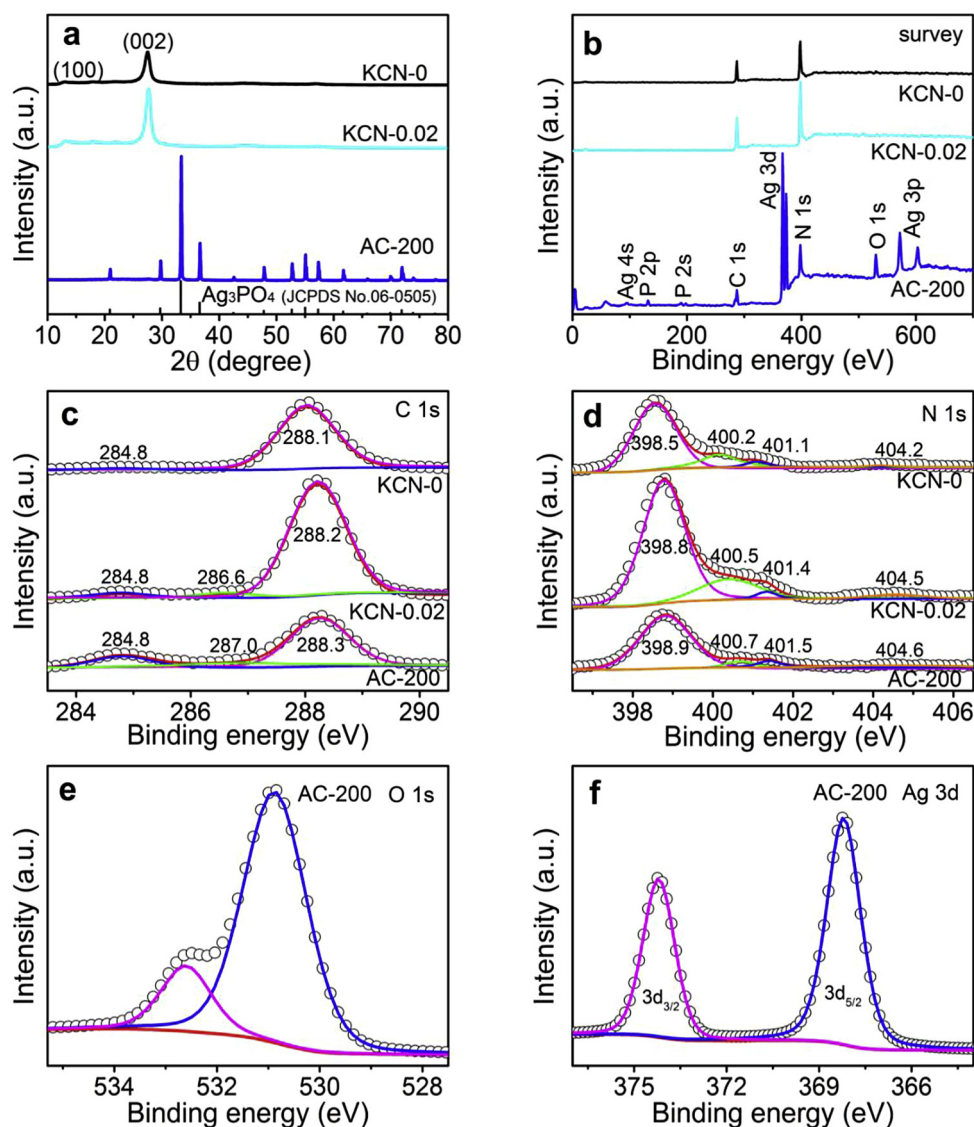 a
(002)
(100)
KCN-0
KCN-0.02
AC-200
Ag₃PO₄ (JCPDS No.06-0505)
10 20 30 40 50 60 70 80
2θ (degree)
Intensity (a.u.)
b
survey
KCN-0
KCN-0.02
Ag 3d
N 1s
O 1s
Ag 3p
Ag 4s
P 2p
P 2s
C 1s
AC-200
0 200 400 600
Binding energy (eV)
Intensity (a.u.)
c
C 1s
284.8
288.1
KCN-0
288.2
284.8
286.6
KCN-0.02
284.8
287.0
288.3
AC-200
284 286 288 290
Binding energy (eV)
Intensity (a.u.)
d
N 1s
398.5
400.2
401.1
404.2
KCN-0
398.8
400.5
401.4
404.5
KCN-0.02
398.9
400.7
401.5
404.6
AC-200
398 400 402 404 406
Binding energy (eV)
Intensity (a.u.)
e
AC-200 O 1s
534 532 530 528
Binding energy (eV)
Intensity (a.u.)
f
AC-200 Ag 3d
3d₃/₂
3d₅/₂
375 372 369 366
Binding energy (eV)
Intensity (a.u.)